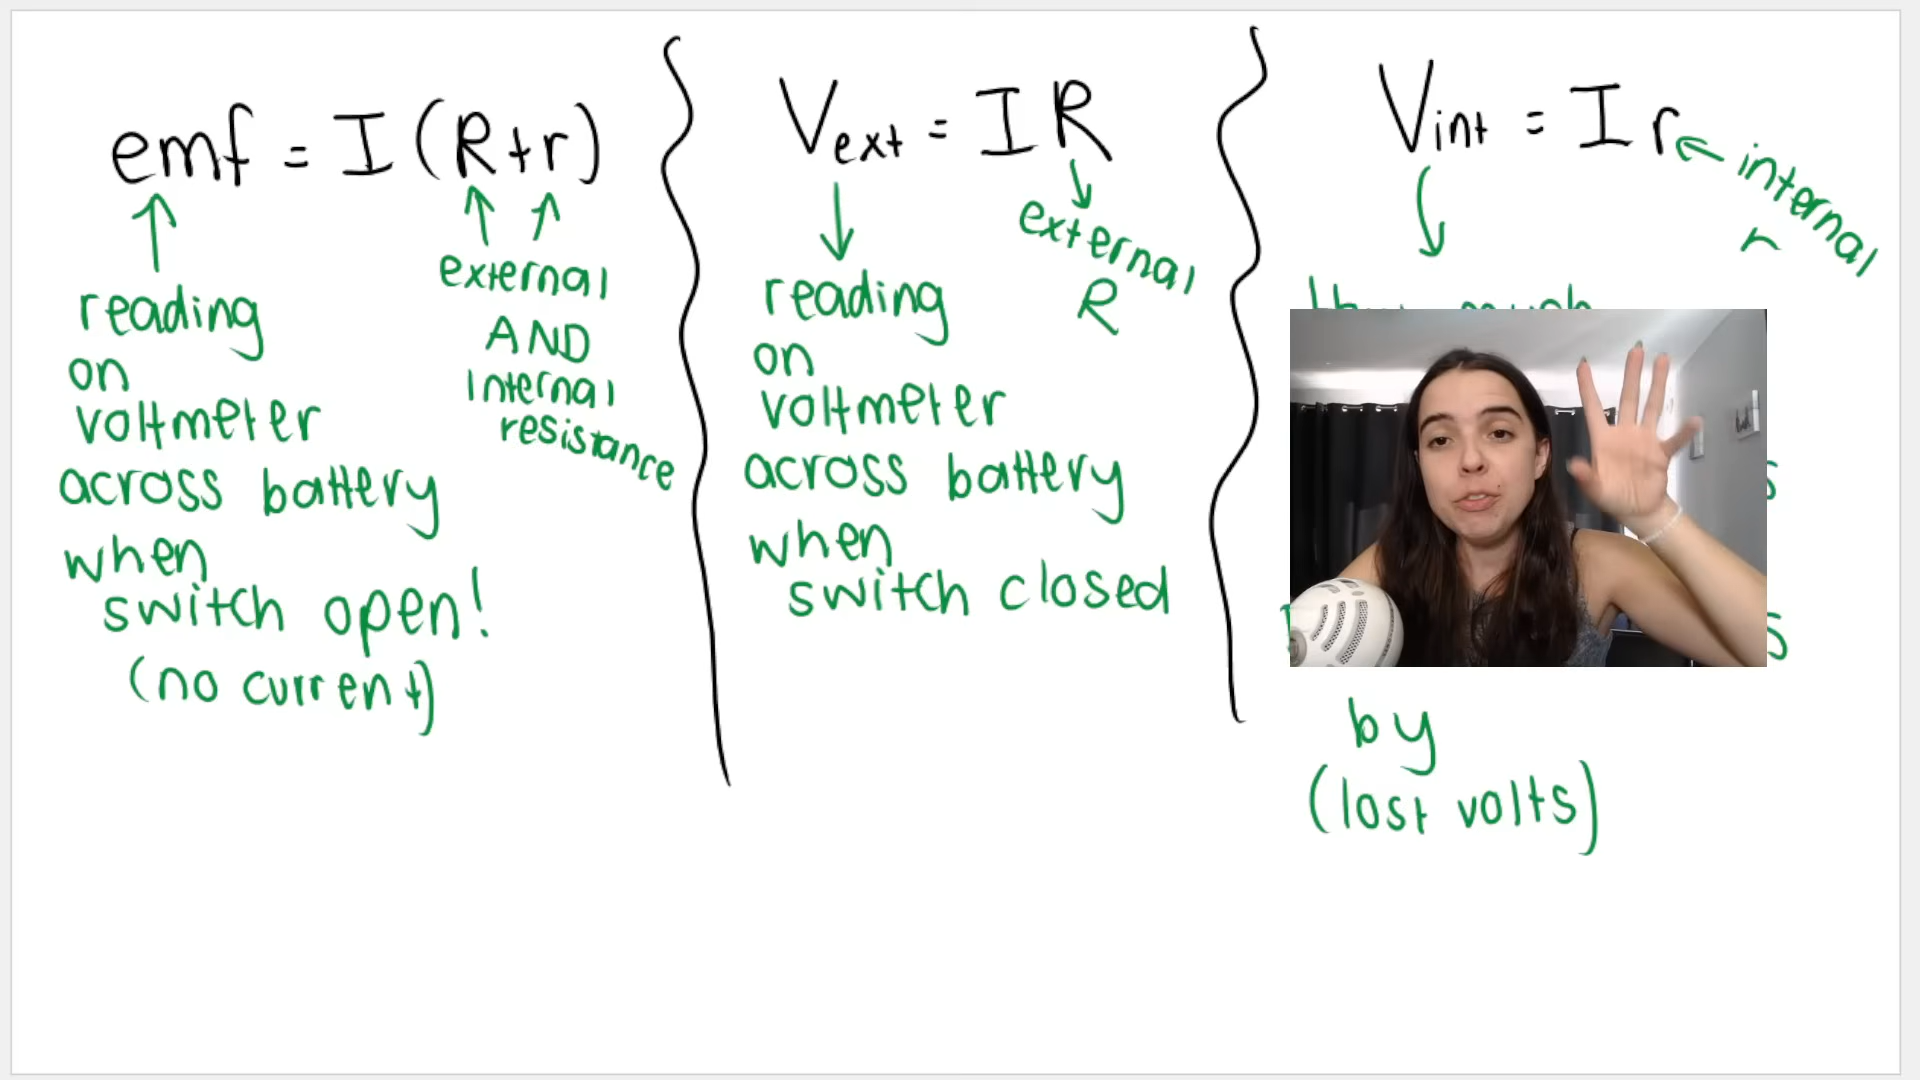 emf = I (R+r)
external
AND
Internal
resistance
reading
on
voltmeter
across battery
when
switch open!
(no current)
Vext = IR
external
R
reading
on
voltmeter
across battery
when
switch closed
Vint = Ir
internal
r
much
by
(lost volts)